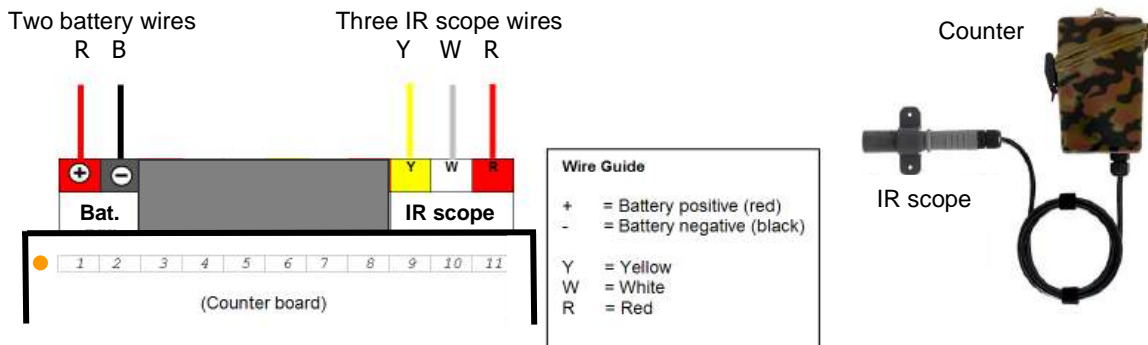 Two battery wires
R B
Three IR scope wires
Y W R
+ -
Y W R
Bat.
IR scope
1 2 3 4 5 6 7 8 9 10 11
(Counter board)
Wire Guide
+ = Battery positive (red)
- = Battery negative (black)
Y = Yellow
W = White
R = Red
Counter
IR scope